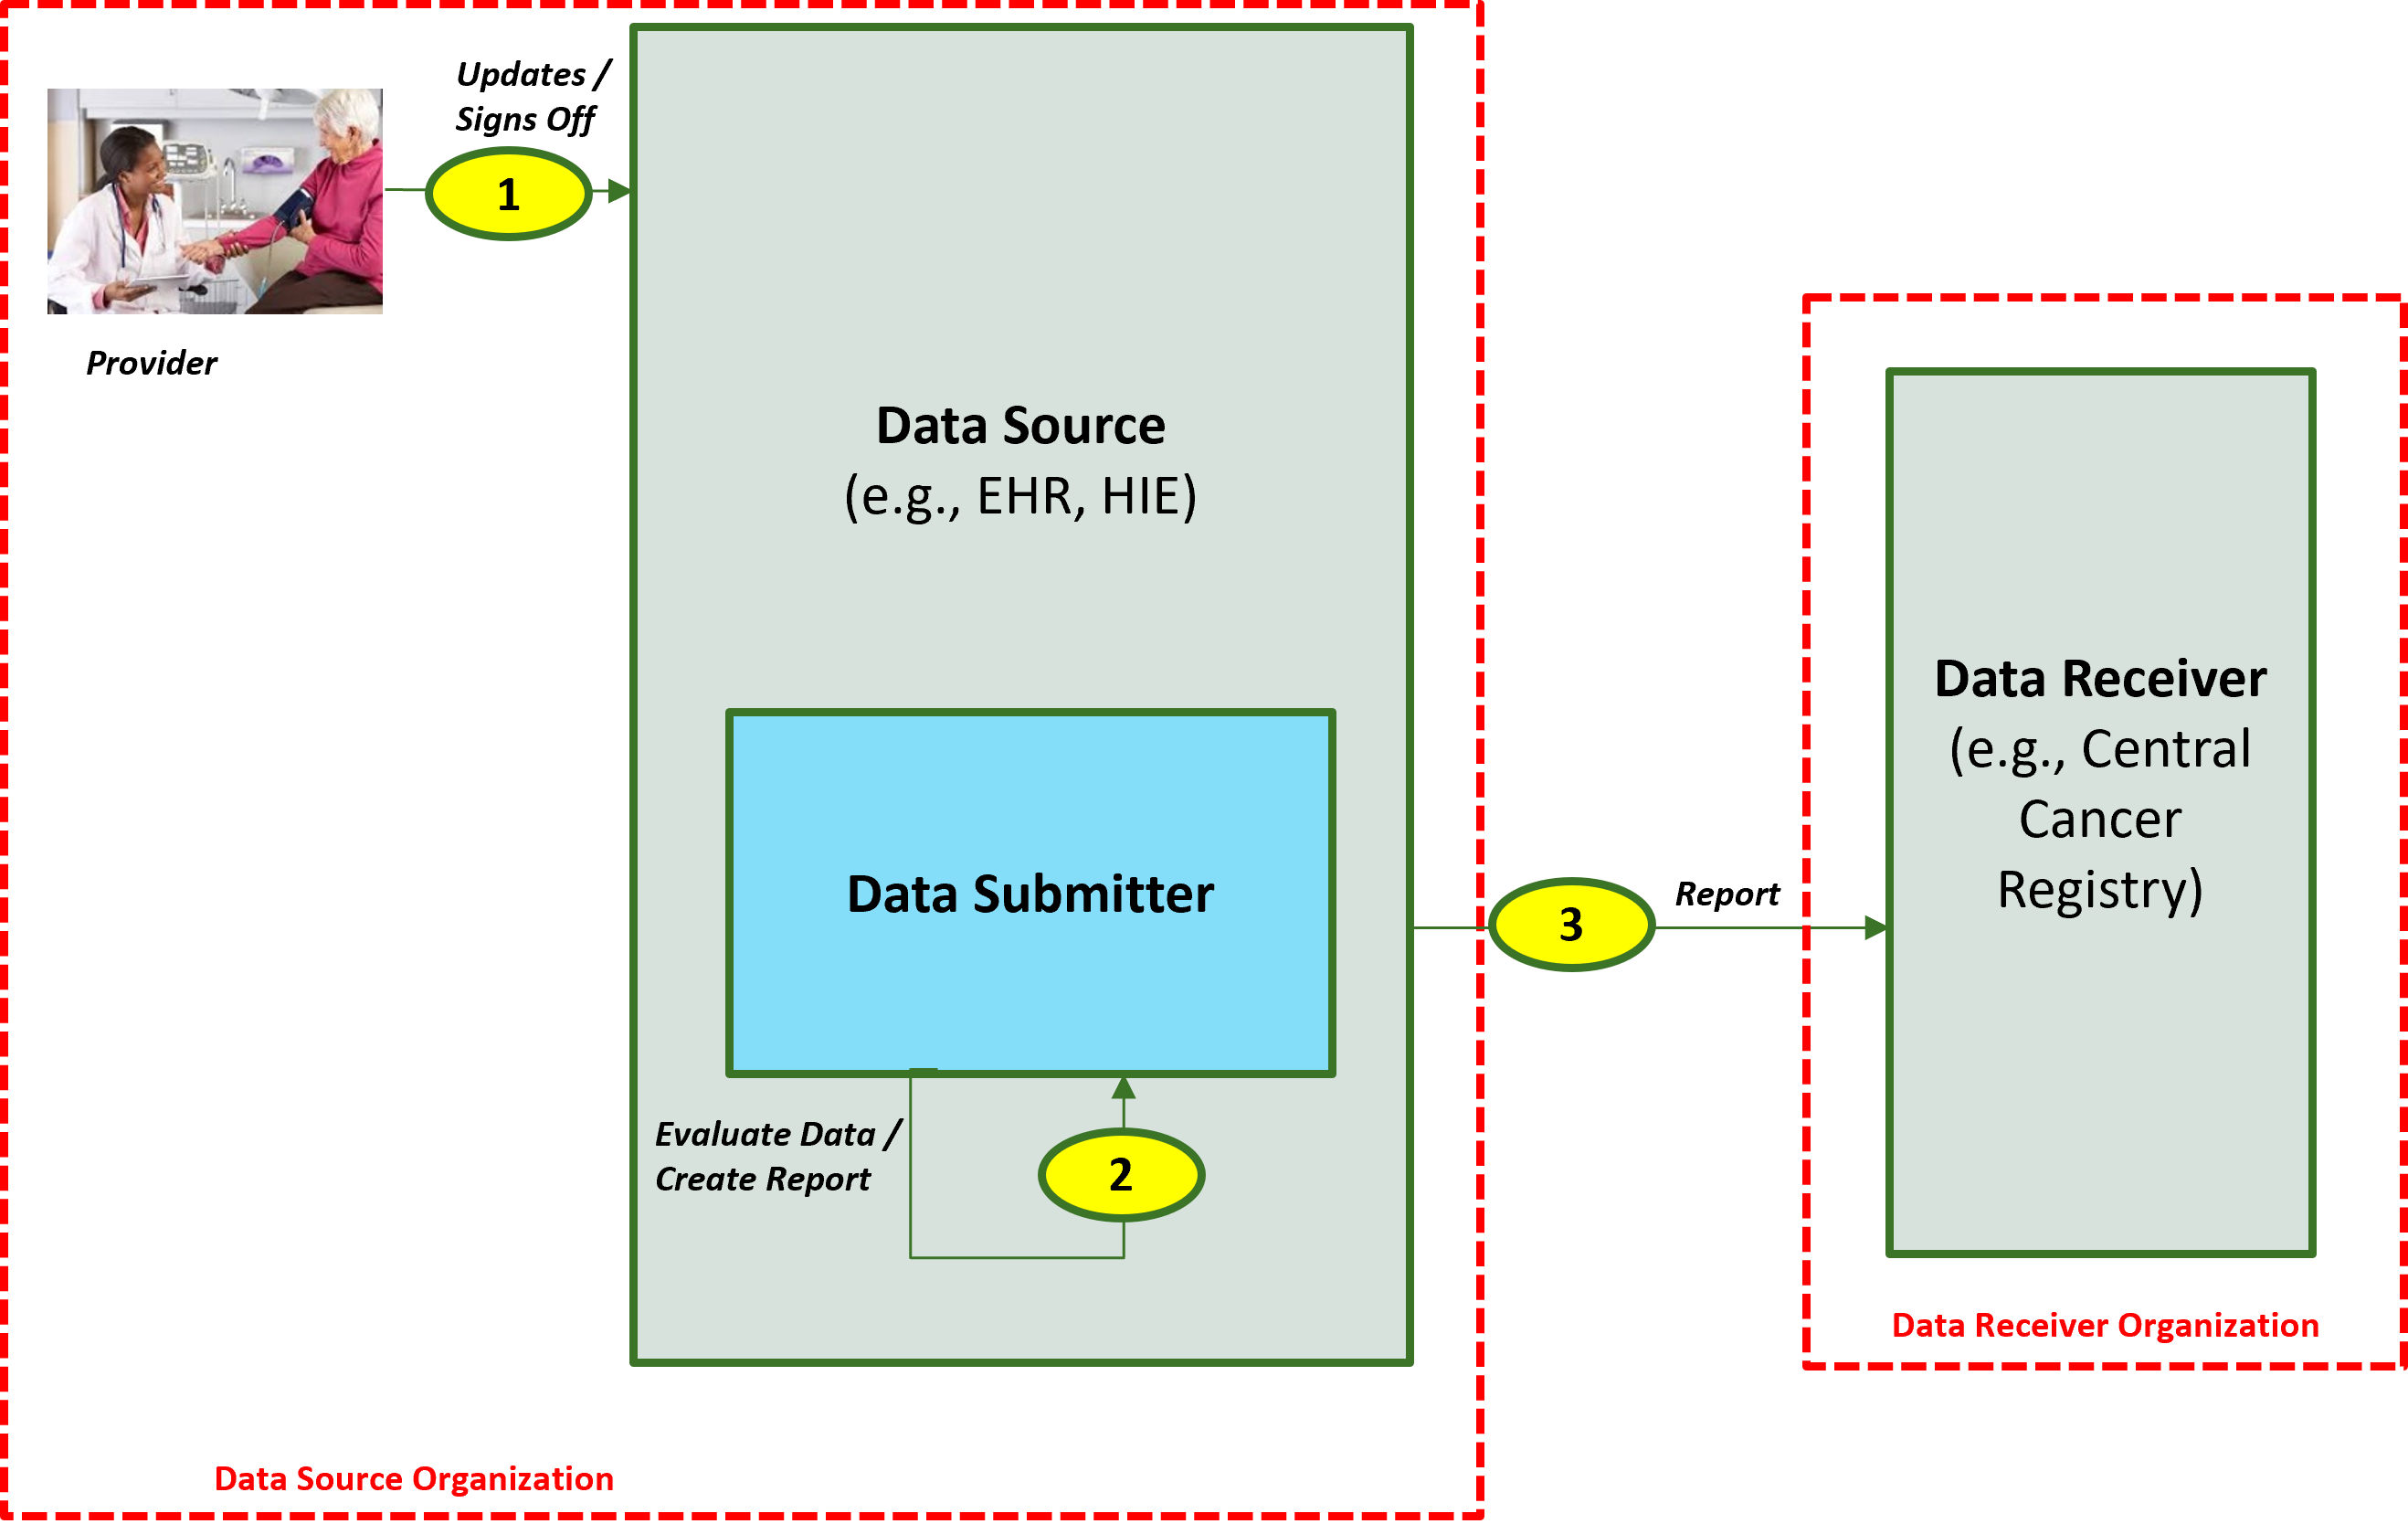 Updates /
Signs Off
1
Provider
Data Source
(e.g., EHR, HIE)
Data Submitter
Evaluate Data /
Create Report
2
3
Report
Data Receiver
(e.g., Central
Cancer
Registry)
Data Receiver Organization
Data Source Organization